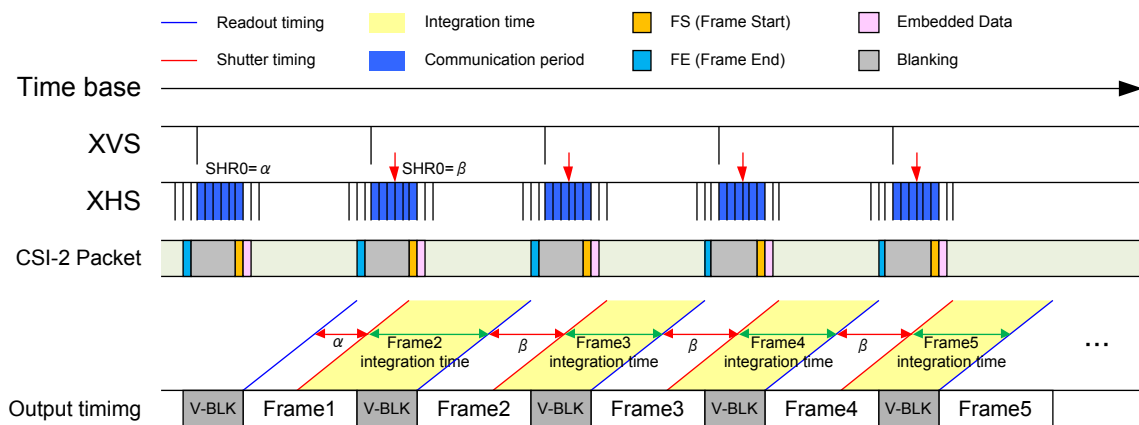 Readout timing
Integration time
FS (Frame Start)
Embedded Data
Shutter timing
Communication period
FE (Frame End)
Blanking
Time base
XVS
SHR0= α
SHR0= β
XHS
CSI-2 Packet
α
Frame2
integration time
β
Frame3
integration time
β
Frame4
integration time
β
Frame5
integration time
...
Output timimg
V-BLK
Frame1
V-BLK
Frame2
V-BLK
Frame3
V-BLK
Frame4
V-BLK
Frame5